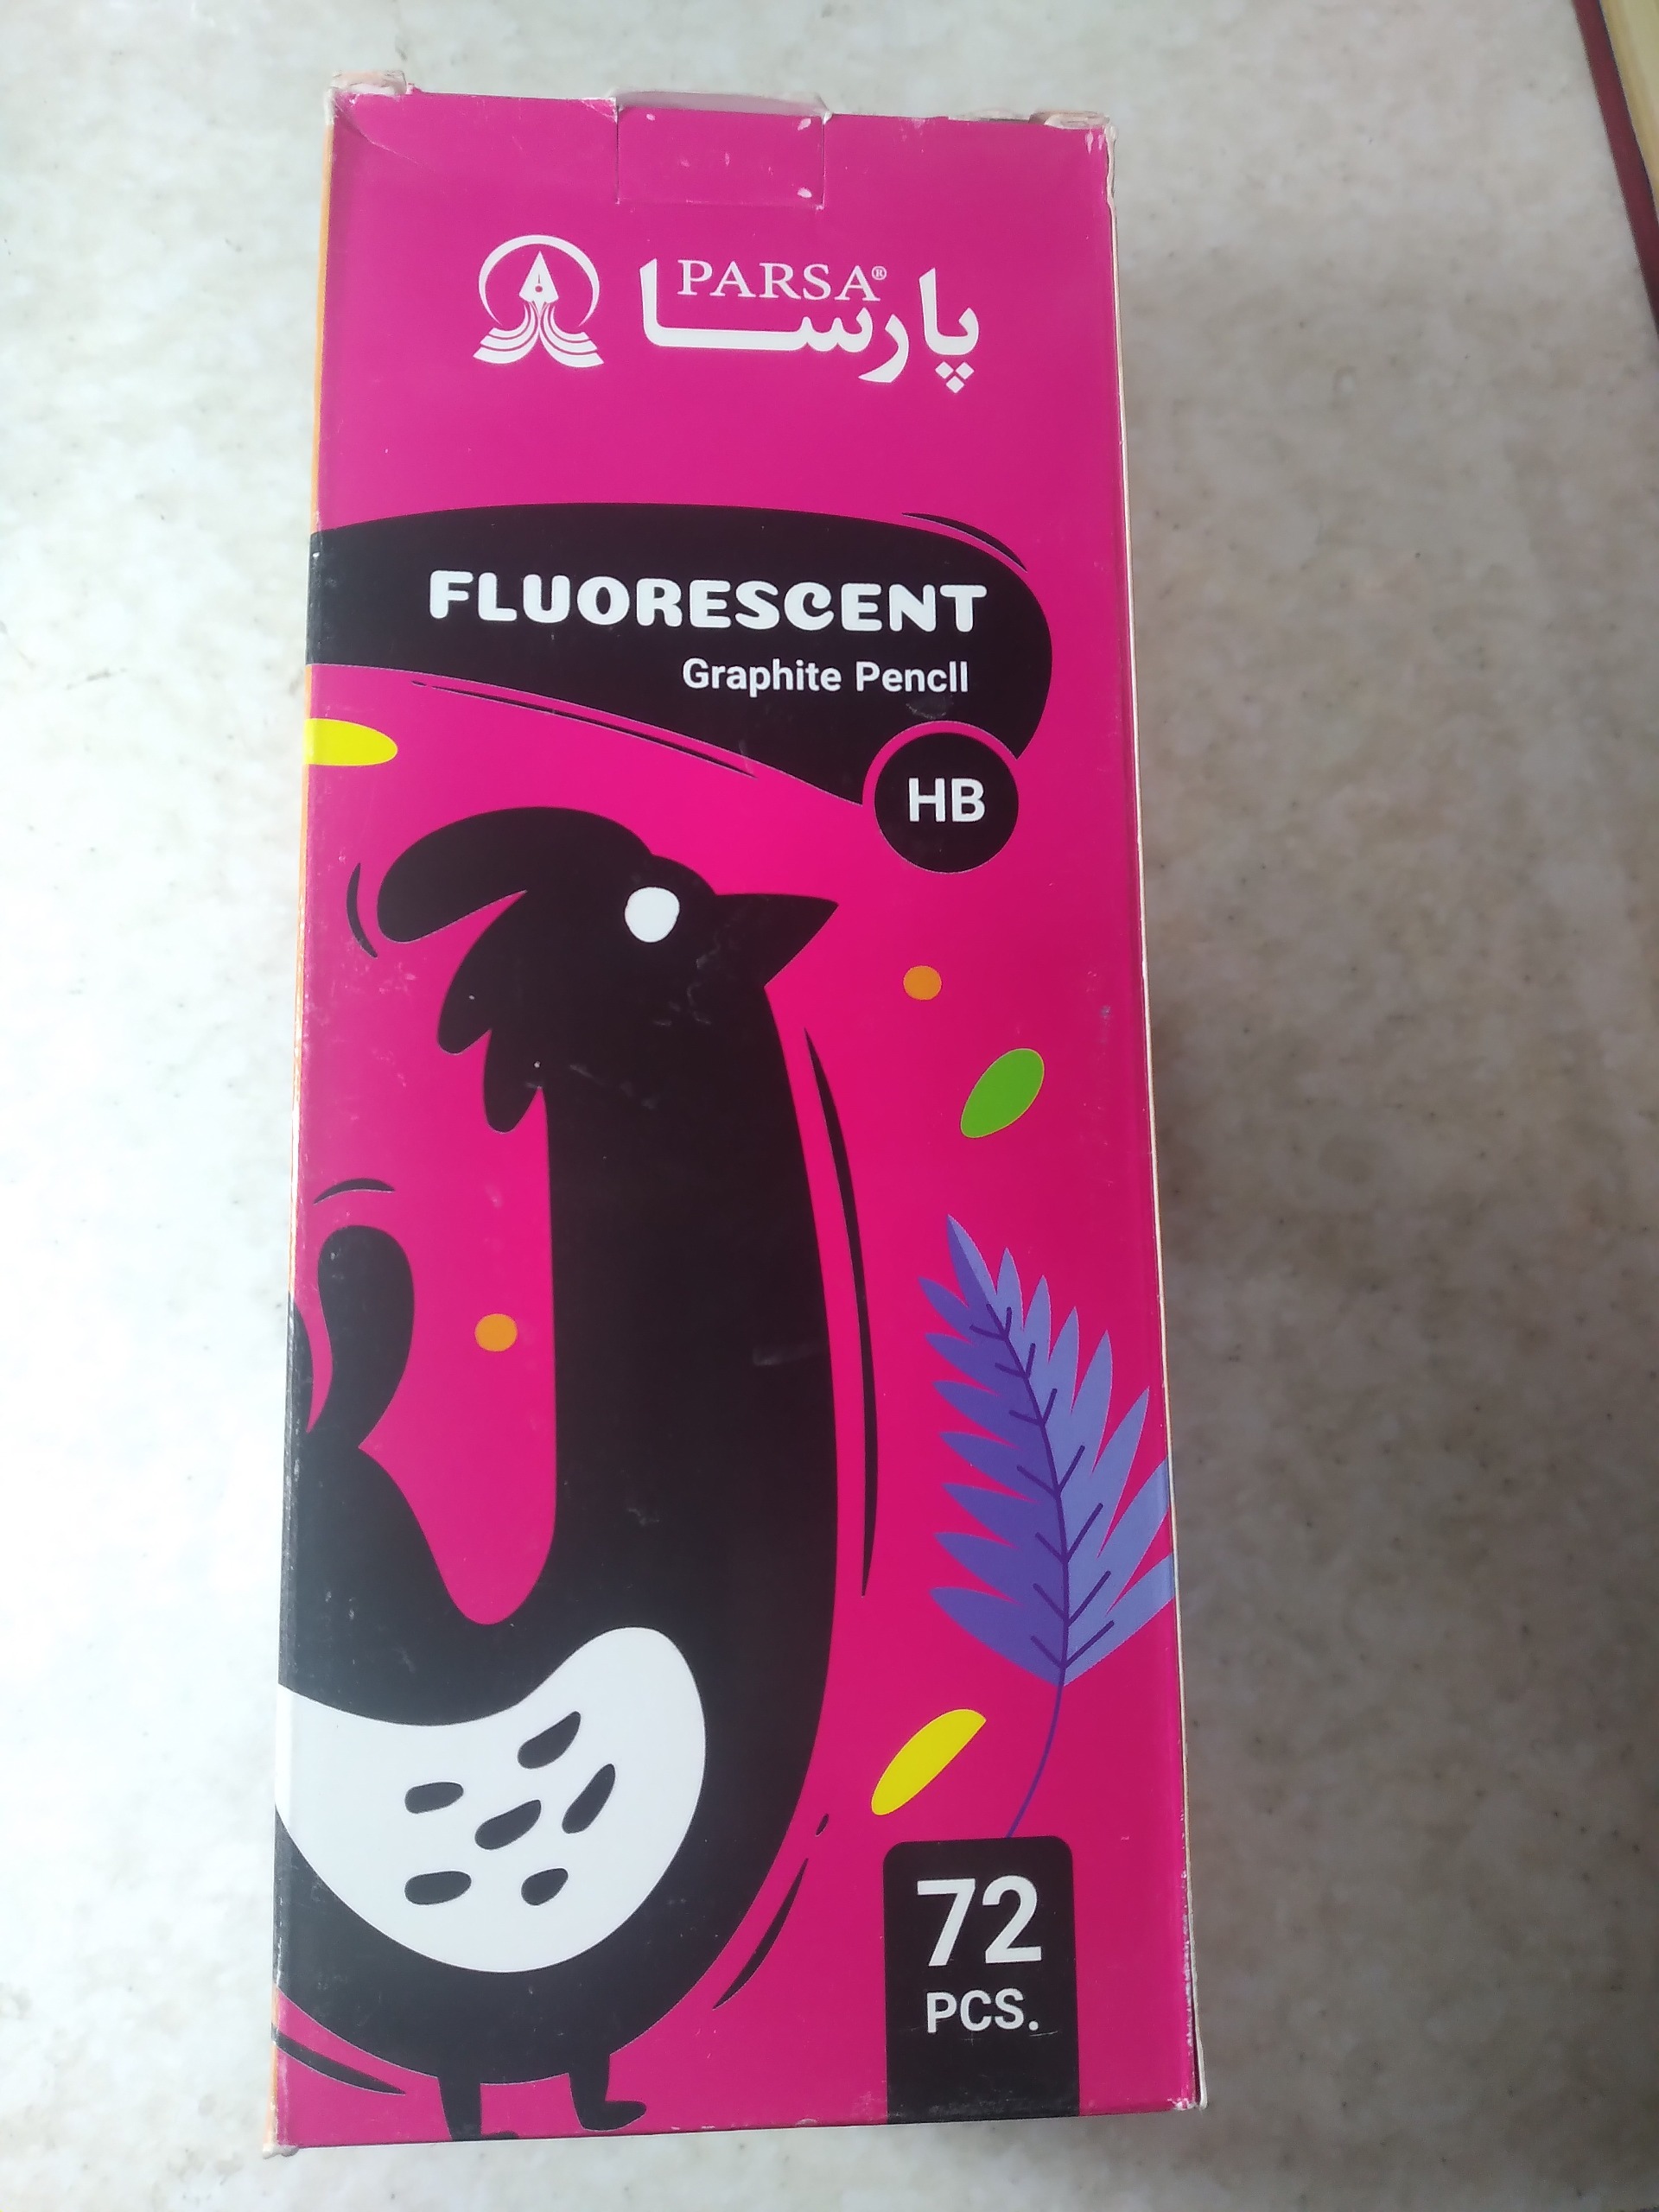 PARSA®
پارسا
FLUORESCENT
Graphite Pencll
HB
72
PCS.